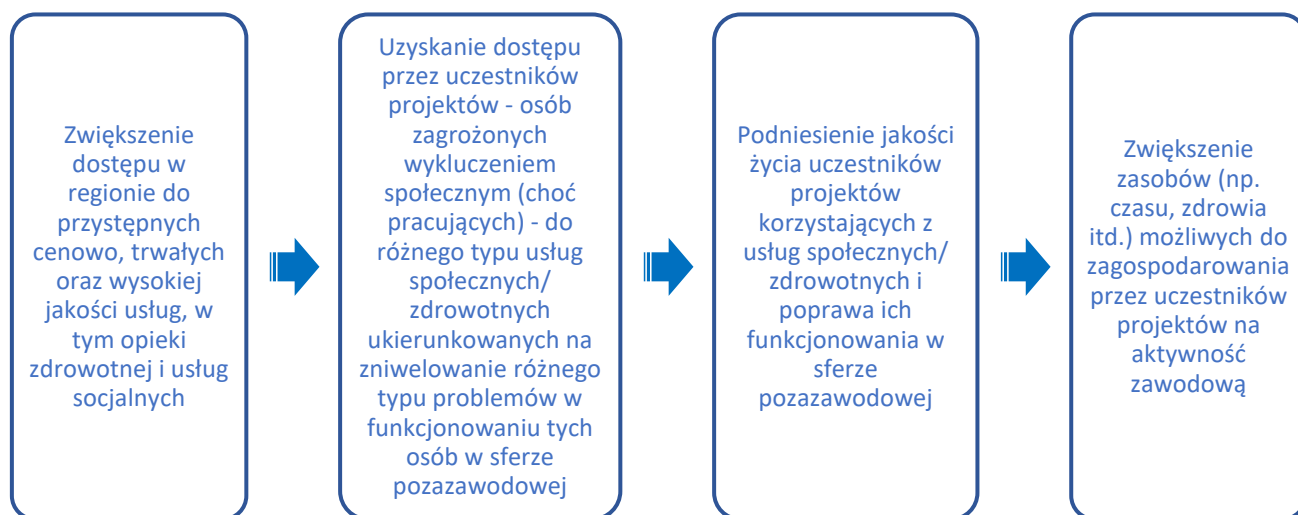 Zwiększenie
dostępu w
regionie do
przystępnych
cenowo, trwałych
oraz wysokiej
jakości usług, w
tym opieki
zdrowotnej i usług
socjalnych
Uzyskanie dostępu
przez uczestników
projektów - osób
zagrożonych
wykluczeniem
społecznym (choć
pracujących) - do
różnego typu usług
społecznych/
zdrowotnych
ukierunkowanych na
zniwelowanie różnego
typu problemów w
funkcjonowaniu tych
osób w sferze
pozazawodowej
Podniesienie jakości
życia uczestników
projektów
korzystających z
usług społecznych/
zdrowotnych i
poprawa ich
funkcjonowania w
sferze
pozazawodowej
Zwiększenie
zasobów (np.
czasu, zdrowia
itd.) możliwych do
zagospodarowania
przez uczestników
projektów na
aktywność
zawodową